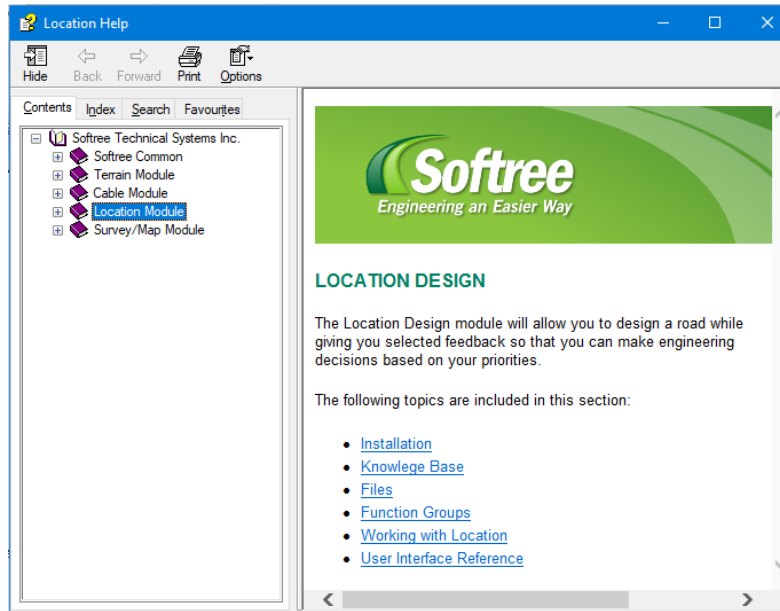 Location Help
Hide Back Forward Print Options
Contents Index Search Favourites
Softree Technical Systems Inc.
Softree Common
Terrain Module
Cable Module
Location Module
Survey/Map Module
Softree
Engineering an Easier Way
LOCATION DESIGN
The Location Design module will allow you to design a road while
giving you selected feedback so that you can make engineering
decisions based on your priorities.
The following topics are included in this section:
Installation
Knowlege Base
Files
Function Groups
Working with Location
User Interface Reference